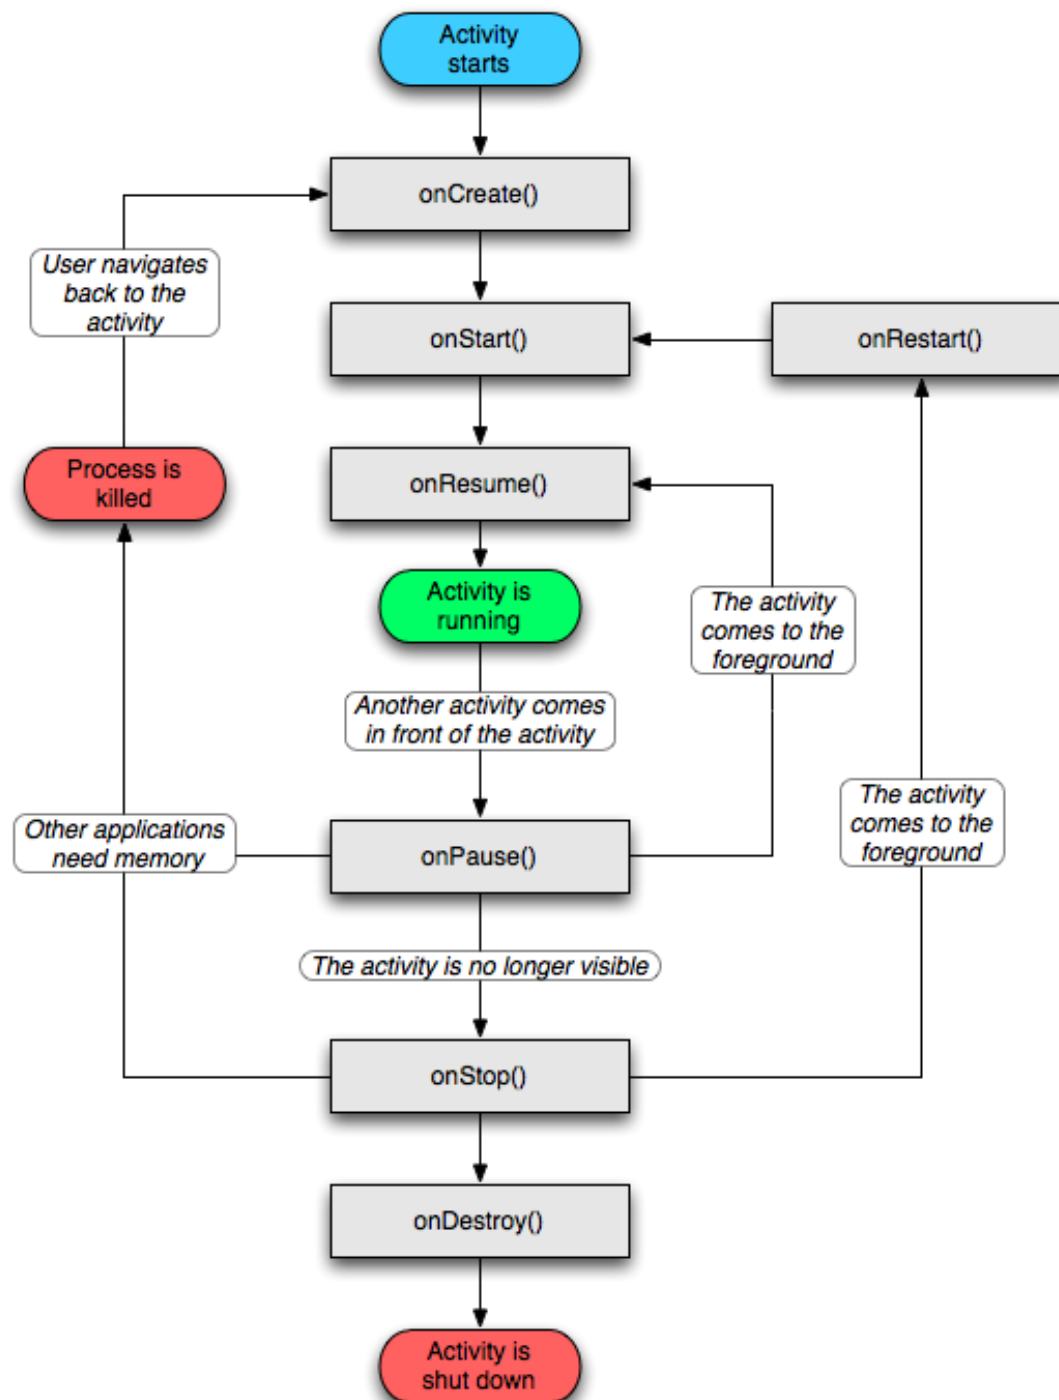 Activity
starts
onCreate()
User navigates
back to the
activity
onStart()
onRestart()
Process is
killed
onResume()
Activity is
running
The activity
comes to the
foreground
Another activity comes
in front of the activity
The activity
comes to the
foreground
Other applications
need memory
onPause()
The activity is no longer visible
onStop()
onDestroy()
Activity is
shut down